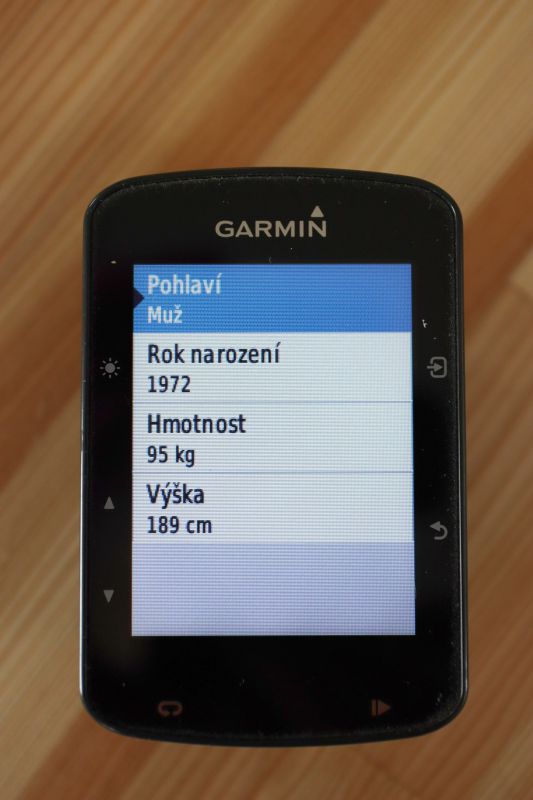 GARMIN
Pohlaví
Muž
Rok narození
1972
Hmotnost
95 kg
Výška
189 cm